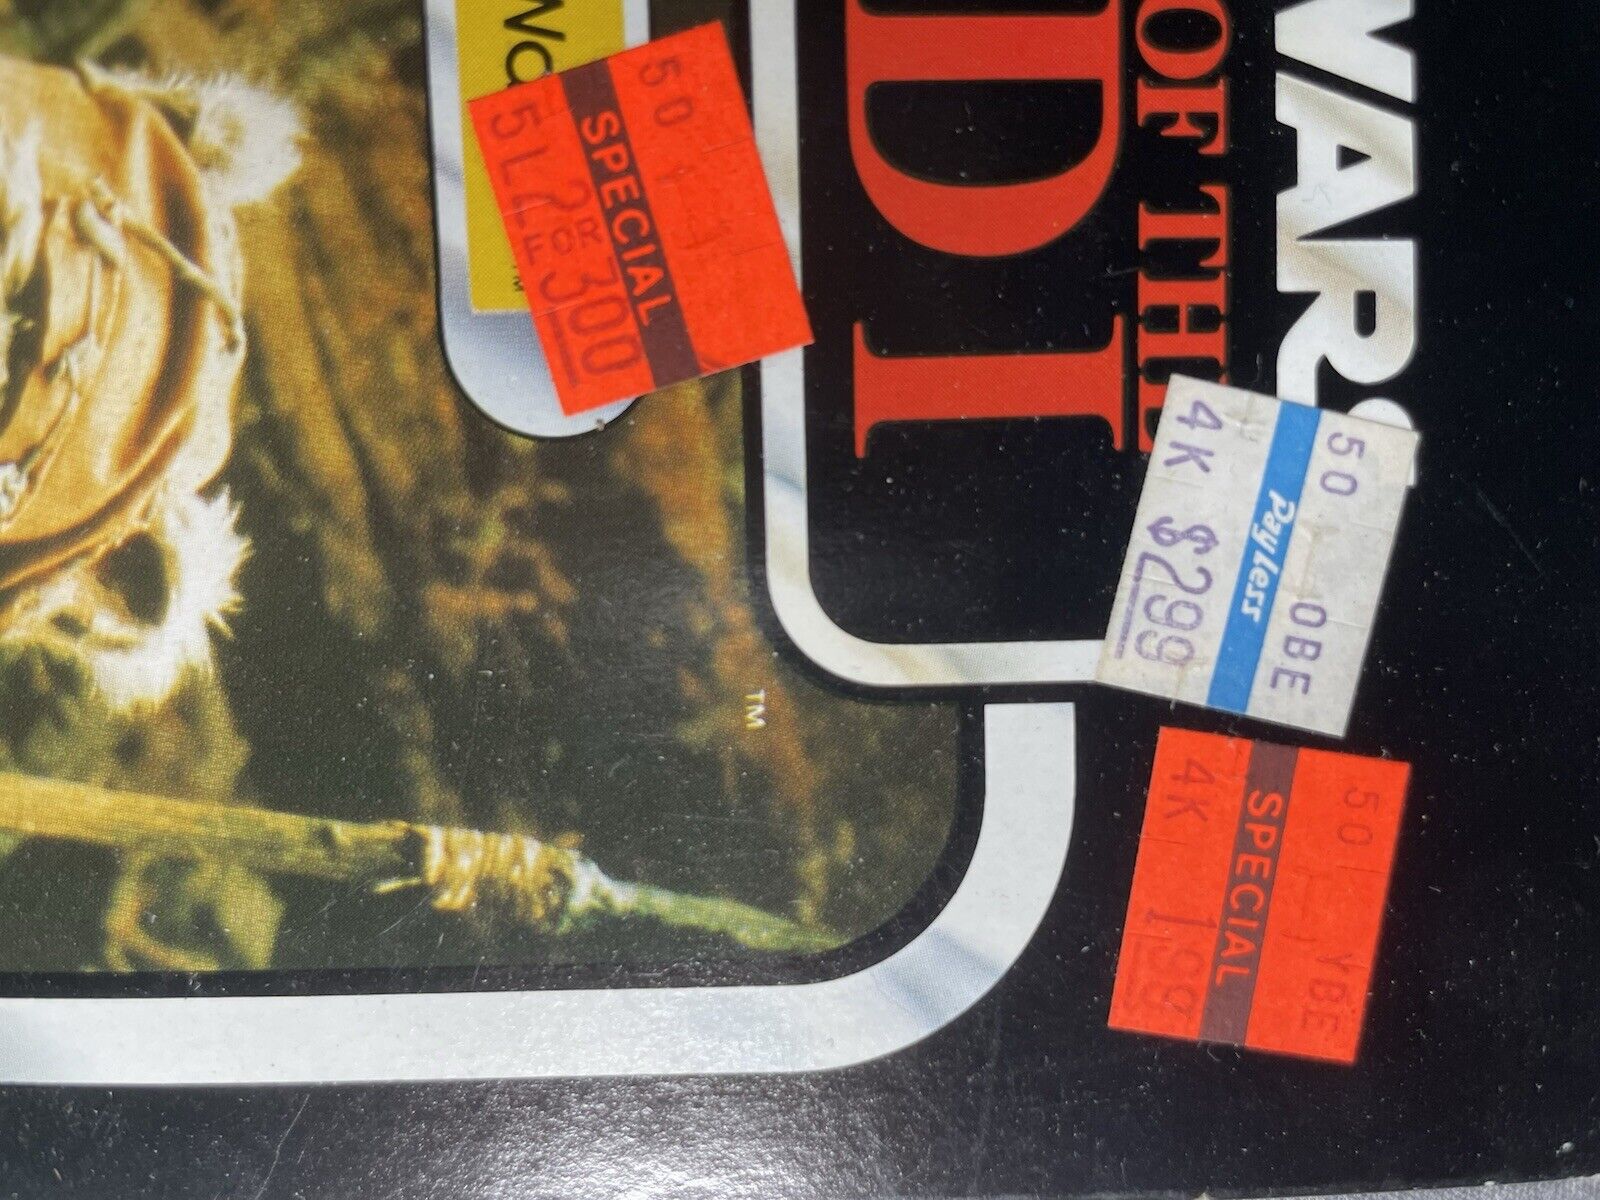 WARS
OF THE
DI
Wo
TM
50
SPECIAL
5L 2 FOR 300
50 OBE
Payless
4K $299
50 YBE
SPECIAL
4K 199
TM